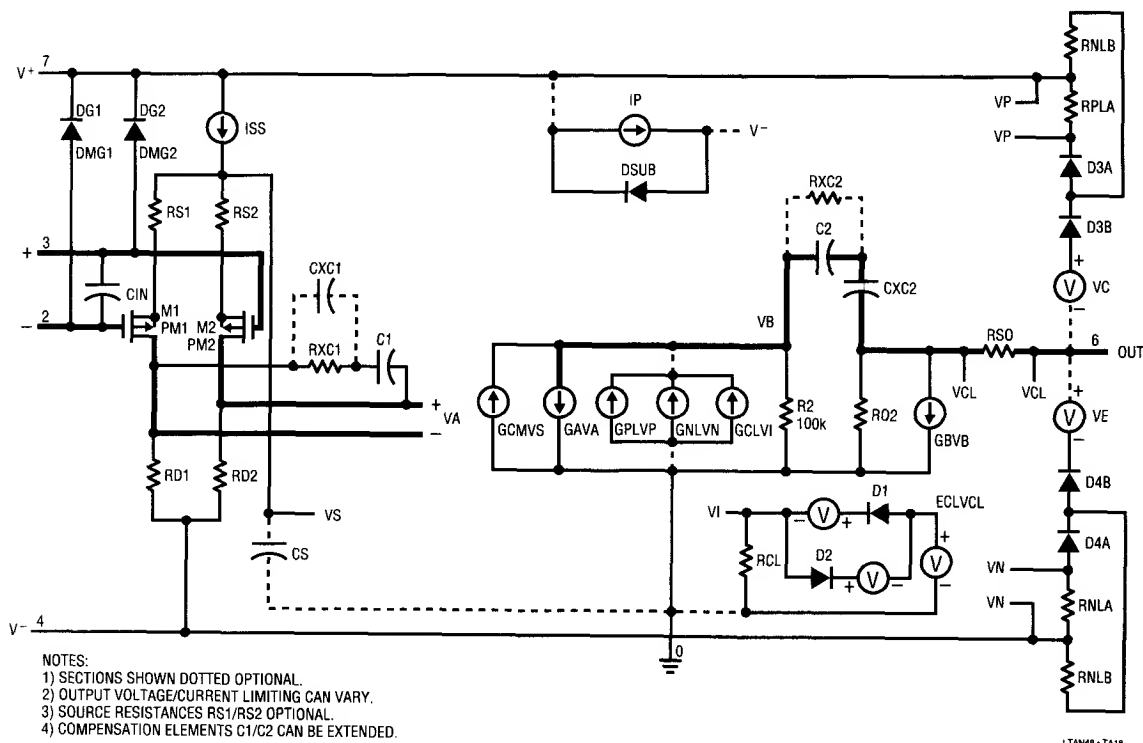 RNLB
V+ 7
DG1
DG2
IP
VP
RPLA
ISS
V–
VP
DMG1
DMG2
DSUB
RXC2
D3A
RS1
RS2
C2
D3B
+ 3
CXC1
CXC2
+
VC
–
CIN
M1
M2
– 2
PM1
PM2
C1
VB
RSO
6
OUT
RXC1
+
VA
–
GCMVS
GAVA
GPLVP
GNLVN
GCLVI
R2
100k
RO2
VCL
VCL
GBVB
+
VE
–
RD1
RD2
D4B
D1
ECLVCL
VI
– V +
+
D4A
VS
RCL
D2
+ V –
V
–
VN
CS
VN
RNLA
V– 4
0
RNLB
NOTES:
1) SECTIONS SHOWN DOTTED OPTIONAL.
2) OUTPUT VOLTAGE/CURRENT LIMITING CAN VARY.
3) SOURCE RESISTANCES RS1/RS2 OPTIONAL.
4) COMPENSATION ELEMENTS C1/C2 CAN BE EXTENDED.
LTAN48 • TA18